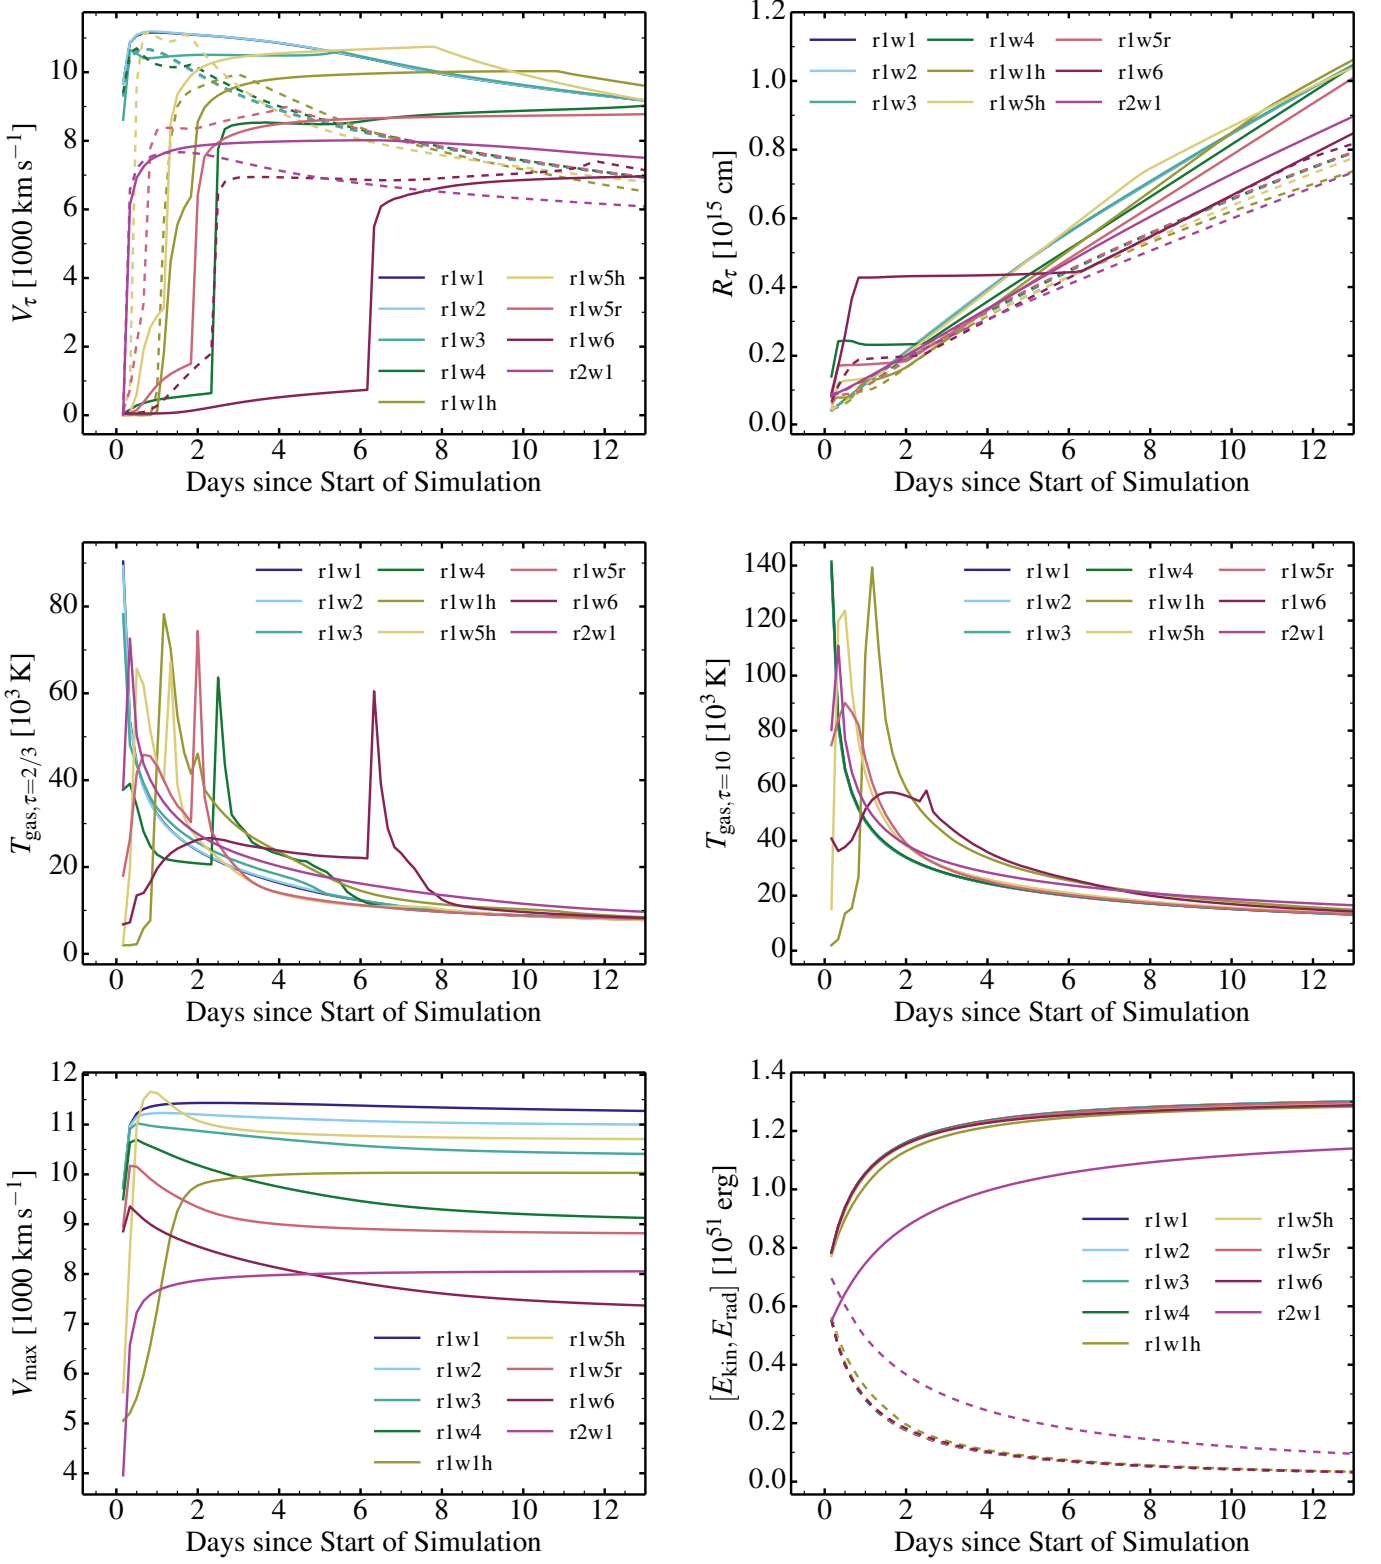 V_τ [1000 km s⁻¹]
10
8
6
4
2
0
r1w1
r1w2
r1w3
r1w4
r1w1h
r1w5h
r1w5r
r1w6
r2w1
0 2 4 6 8 10 12
Days since Start of Simulation
R_τ [10¹⁵ cm]
1.2
1.0
0.8
0.6
0.4
0.2
0.0
r1w1 r1w4 r1w5r
r1w2 r1w1h r1w6
r1w3 r1w5h r2w1
0 2 4 6 8 10 12
Days since Start of Simulation
T_gas,τ=2/3 [10³ K]
80
60
40
20
0
r1w1 r1w4 r1w5r
r1w2 r1w1h r1w6
r1w3 r1w5h r2w1
0 2 4 6 8 10 12
Days since Start of Simulation
T_gas,τ=10 [10³ K]
140
120
100
80
60
40
20
0
r1w1 r1w4 r1w5r
r1w2 r1w1h r1w6
r1w3 r1w5h r2w1
0 2 4 6 8 10 12
Days since Start of Simulation
V_max [1000 km s⁻¹]
12
11
10
9
8
7
6
5
4
r1w1
r1w2
r1w3
r1w4
r1w1h
r1w5h
r1w5r
r1w6
r2w1
0 2 4 6 8 10 12
Days since Start of Simulation
[E_kin, E_rad] [10⁵¹ erg]
1.4
1.2
1.0
0.8
0.6
0.4
0.2
0.0
r1w1
r1w2
r1w3
r1w4
r1w1h
r1w5h
r1w5r
r1w6
r2w1
0 2 4 6 8 10 12
Days since Start of Simulation